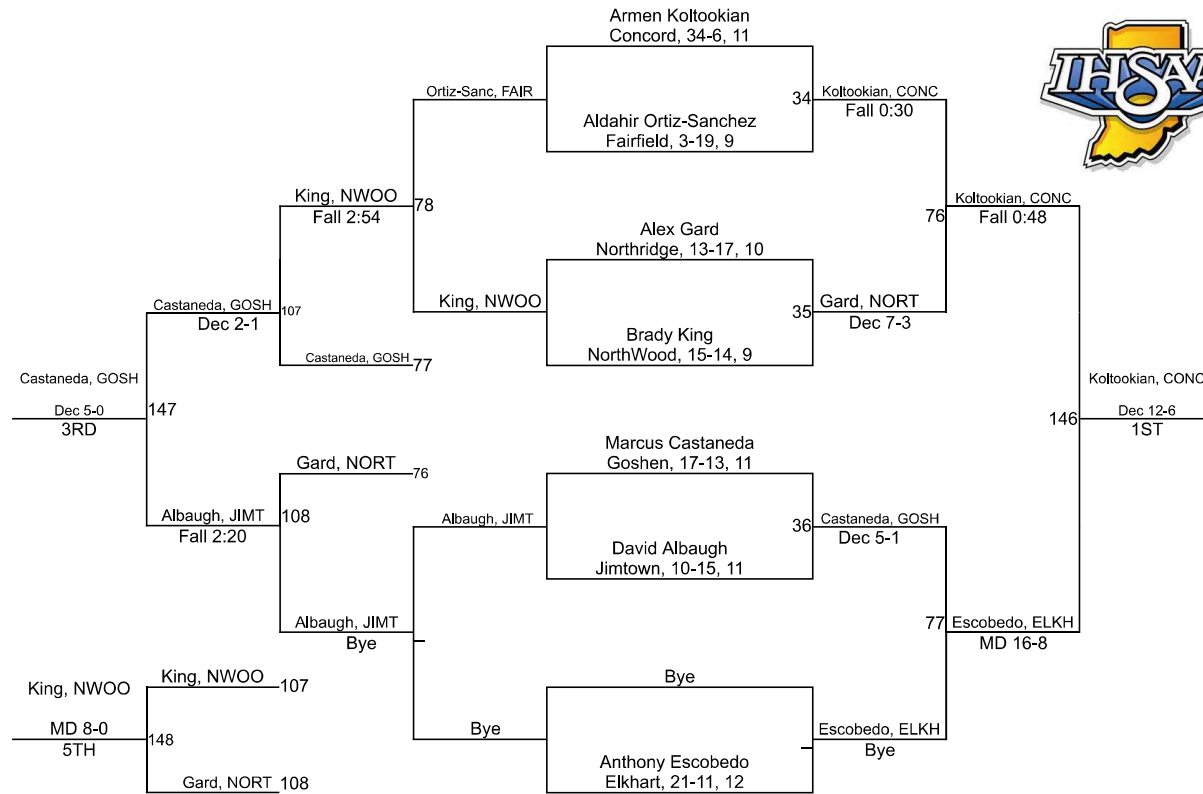 Armen Koltookian
Concord, 34-6, 11
IHSAA
Ortiz-Sanc, FAIR
34
Koltookian, CONC
Fall 0:30
Aldahir Ortiz-Sanchez
Fairfield, 3-19, 9
King, NWOO
Fall 2:54
78
76
Koltookian, CONC
Fall 0:48
Alex Gard
Northridge, 13-17, 10
Castaneda, GOSH
Dec 2-1
107
King, NWOO
35
Gard, NORT
Dec 7-3
Brady King
NorthWood, 15-14, 9
Castaneda, GOSH
77
Castaneda, GOSH
Dec 5-0
3RD
147
146
Koltookian, CONC
Dec 12-6
1ST
Marcus Castaneda
Goshen, 17-13, 11
Gard, NORT
76
Albaugh, JIMT
Fall 2:20
108
Albaugh, JIMT
36
Castaneda, GOSH
Dec 5-1
David Albaugh
Jimtown, 10-15, 11
Albaugh, JIMT
Bye
77
Escobedo, ELKH
MD 16-8
King, NWOO
MD 8-0
5TH
King, NWOO
107
148
Gard, NORT
108
Bye
Bye
Escobedo, ELKH
Bye
Anthony Escobedo
Elkhart, 21-11, 12